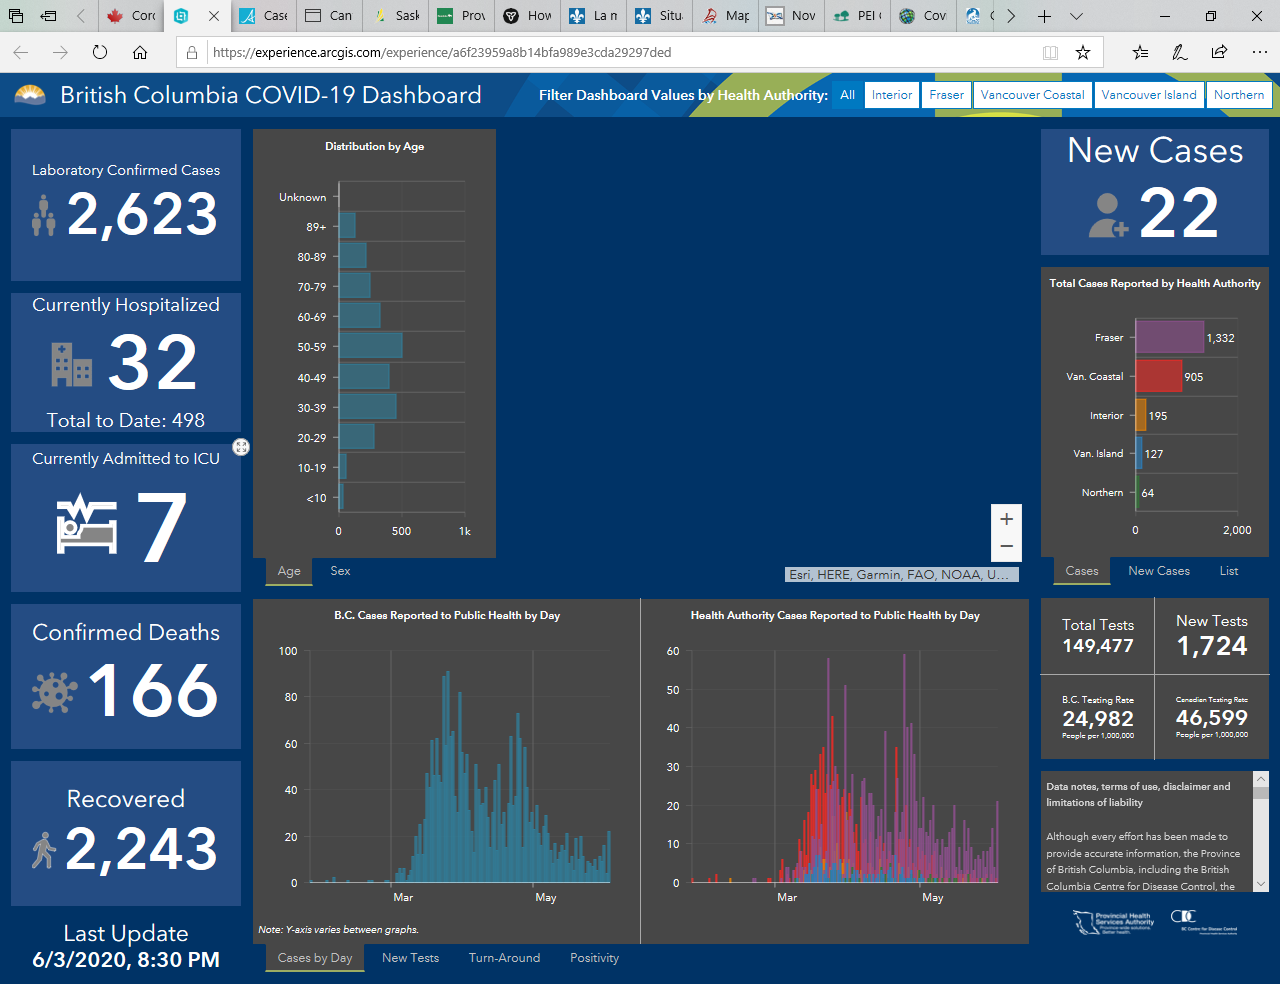 Corc
Case
Can
Sask
Prov
How
La m
Situa
Map
Nov
PEI C
Covi
https://experience.arcgis.com/experience/a6f23959a8b14bfa989e3cda29297ded
British Columbia COVID-19 Dashboard
Filter Dashboard Values by Health Authority:
All
Interior
Fraser
Vancouver Coastal
Vancouver Island
Northern
Laboratory Confirmed Cases
2,623
Currently Hospitalized
32
Total to Date: 498
Currently Admitted to ICU
7
Confirmed Deaths
166
Recovered
2,243
Last Update
6/3/2020, 8:30 PM
Distribution by Age
Unknown
89+
80-89
70-79
60-69
50-59
40-49
30-39
20-29
10-19
<10
0 500 1k
Age
Sex
+
−
Esri, HERE, Garmin, FAO, NOAA, U...
B.C. Cases Reported to Public Health by Day
100
80
60
40
20
0
Mar May
Note: Y-axis varies between graphs.
Health Authority Cases Reported to Public Health by Day
60
50
40
30
20
10
0
Mar May
Cases by Day
New Tests
Turn-Around
Positivity
New Cases
22
Total Cases Reported by Health Authority
Fraser 1,332
Van. Coastal 905
Interior 195
Van. Island 127
Northern 64
0 2,000
Cases
New Cases
List
Total Tests
149,477
New Tests
1,724
B.C. Testing Rate
24,982
People per 1,000,000
Canadian Testing Rate
46,599
People per 1,000,000
Data notes, terms of use, disclaimer and
limitations of liability
Although every effort has been made to
provide accurate information, the Province
of British Columbia, including the British
Columbia Centre for Disease Control, the
Provincial Health
Services Authority
Province-wide solutions.
Better health.
BC Centre for Disease Control